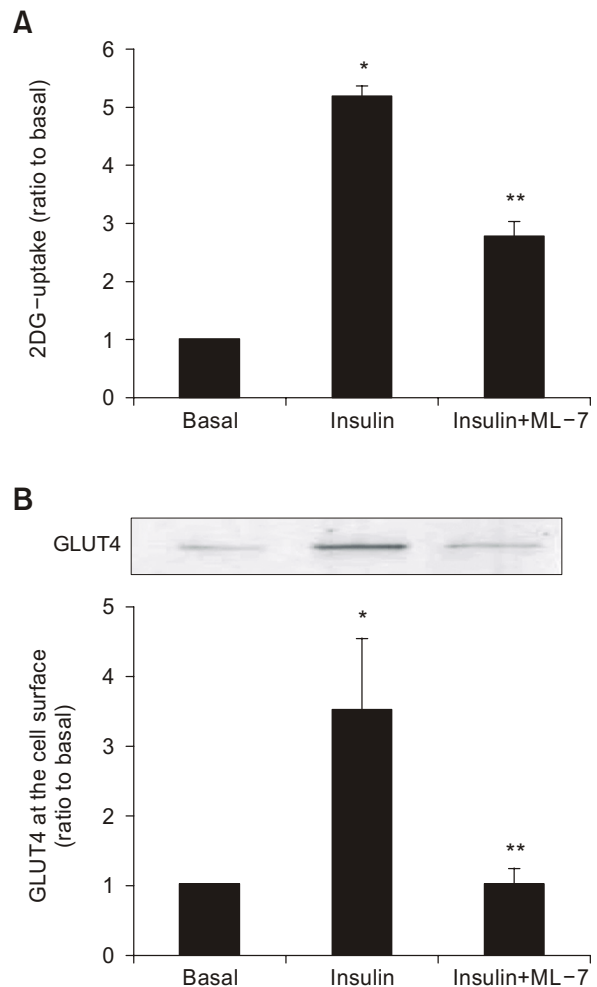 A
2DG-uptake (ratio to basal)
6
5
4
3
2
1
0
*
**
Basal Insulin Insulin+ML-7
B
GLUT4
GLUT4 at the cell surface
(ratio to basal)
5
4
3
2
1
0
*
**
Basal Insulin Insulin+ML-7